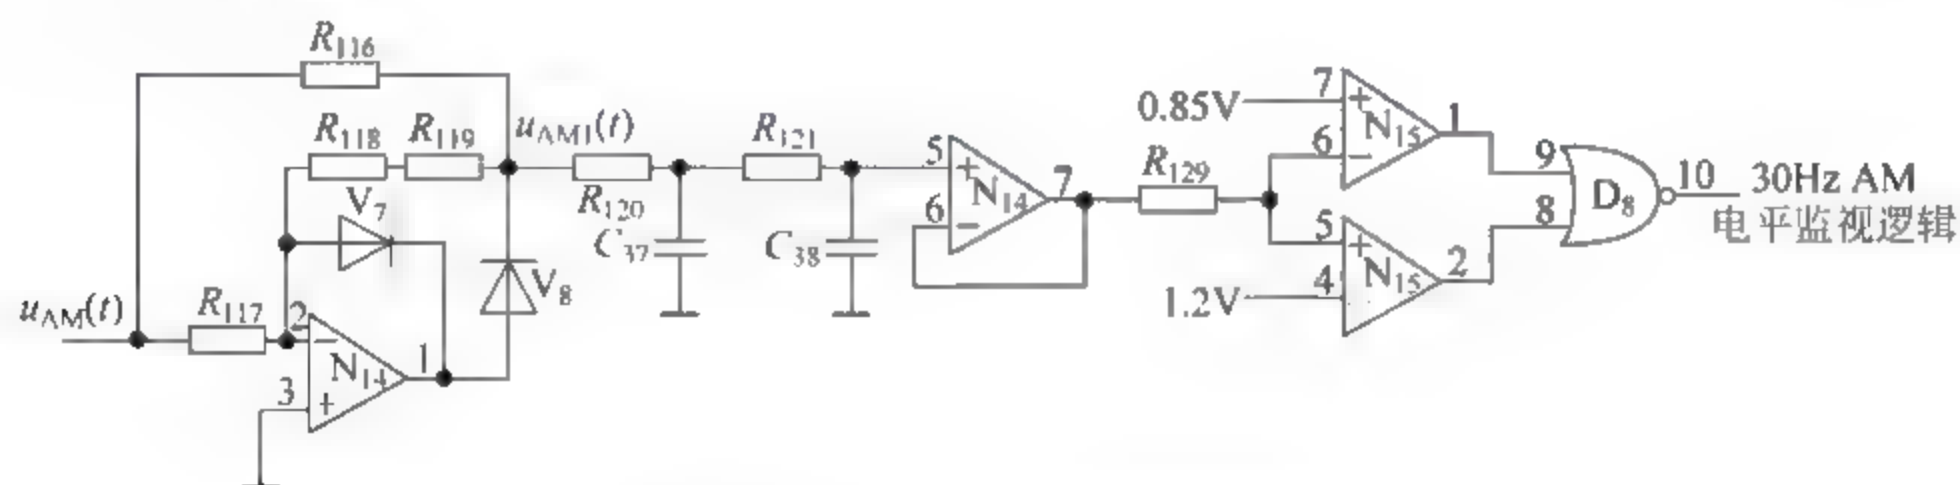 R116
R118 R119 uAM1(t) R121
V7
R120
C37 C38
V8
uAM(t) R117
2
N14
1
3
+
5
+
N14
7
6
−
R129
0.85V
7
+
N15
1
6
−
5
+
N15
2
4
1.2V
9
D8
10
8
30Hz AM
电平监视逻辑